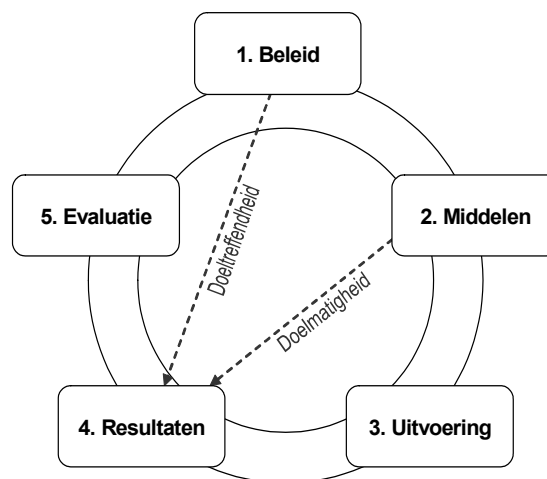 1. Beleid
5. Evaluatie
2. Middelen
Doeltreffendheid
Doelmatigheid
4. Resultaten
3. Uitvoering